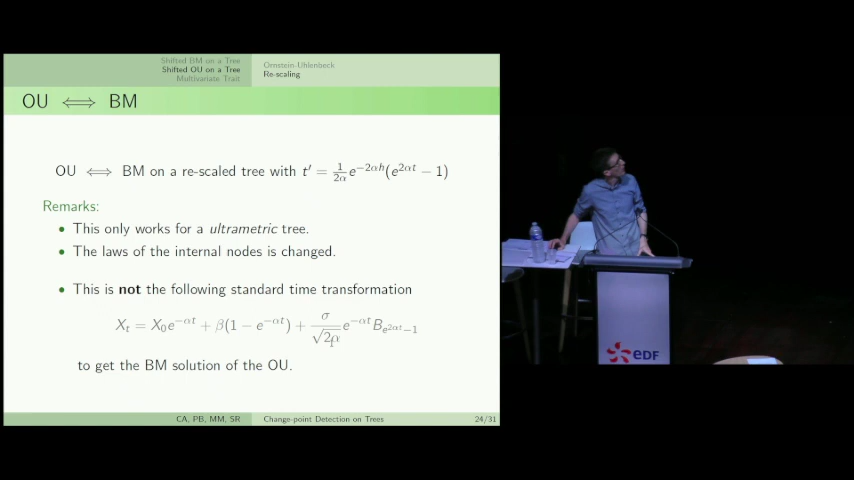 Shifted BM on a Tree
Shifted OU on a Tree
Multivariate Trait
Ornstein-Uhlenbeck
Re-scaling
OU ⟺ BM
OU ⟺ BM on a re-scaled tree with t′ = 1/2α e^{−2αh}(e^{2αt} − 1)
Remarks:
• This only works for a ultrametric tree.
• The laws of the internal nodes is changed.
• This is not the following standard time transformation
X_t = X_0 e^{−αt} + β(1 − e^{−αt}) + σ/√2α e^{−αt} B_{e^{2αt}−1}
to get the BM solution of the OU.
CA, PB, MM, SR
Change-point Detection on Trees
24/31
eDF